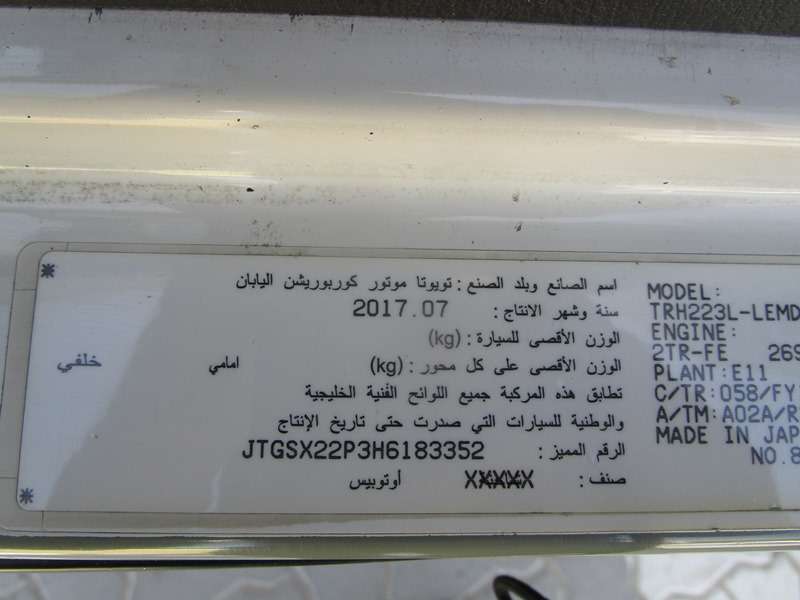 اسم الصانع وبلد الصنع : تويوتا موتور كوربوريشن اليابان
سنة وشهر الانتاج : 2017.07
الوزن الأقصى للسيارة : (kg)
الوزن الأقصى على كل محور : (kg) امامي خلفي
تطابق هذه المركبة جميع اللوائح الفنية الخليجية
والوطنية للسيارات التي صدرت حتى تاريخ الإنتاج
الرقم المميز : JTGSX22P3H6183352
صنف : XXXXX أوتوبيس
MODEL:
TRH223L-LEMD
ENGINE:
2TR-FE 269
PLANT:E11
C/TR:058/FY
A/TM:A02A/R
MADE IN JAP
NO.8